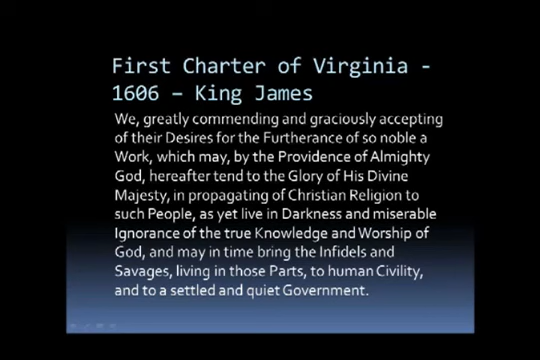 First Charter of Virginia -
1606 – King James
We, greatly commending and graciously accepting
of their Desires for the Furtherance of so noble a
Work, which may, by the Providence of Almighty
God, hereafter tend to the Glory of His Divine
Majesty, in propagating of Christian Religion to
such People, as yet live in Darkness and miserable
Ignorance of the true Knowledge and Worship of
God, and may in time bring the Infidels and
Savages, living in those Parts, to human Civility,
and to a settled and quiet Government.